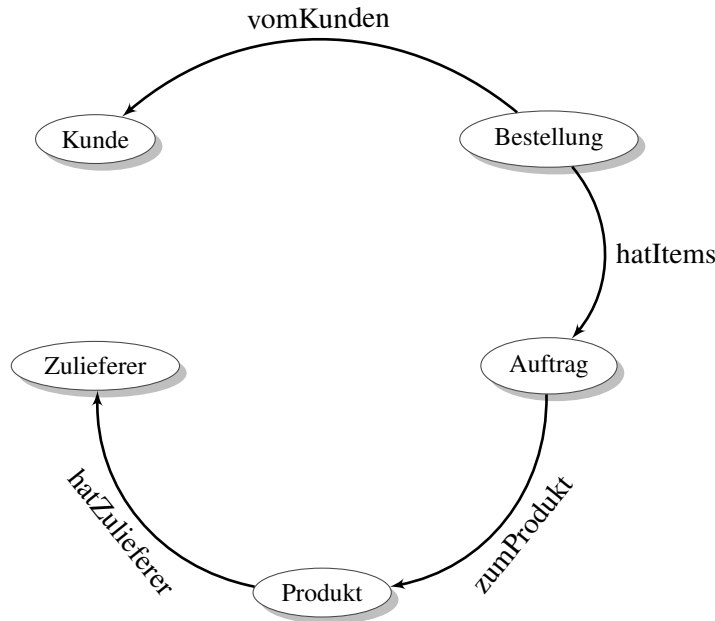 vomKunden
Kunde
Bestellung
hatItems
Zulieferer
Auftrag
hatZulieferer
zumProdukt
Produkt